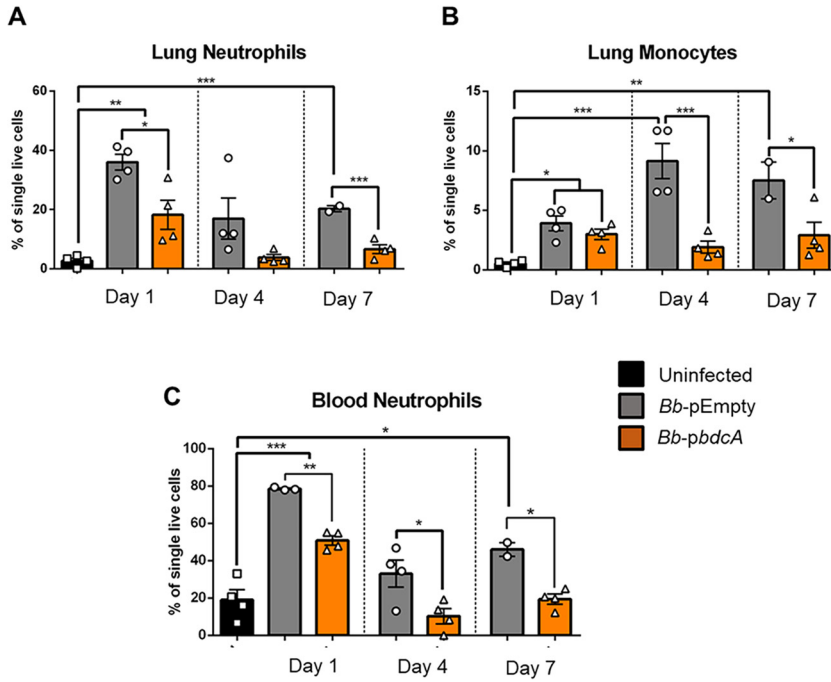 A
Lung Neutrophils
% of single live cells
60
40
20
0
***
**
*
***
Day 1
Day 4
Day 7
B
Lung Monocytes
% of single live cells
15
10
5
0
**
***
***
*
*
Day 1
Day 4
Day 7
Uninfected
Bb-pEmpty
Bb-pbdcA
C
Blood Neutrophils
% of single live cells
100
80
60
40
20
0
*
***
**
*
*
Day 1
Day 4
Day 7